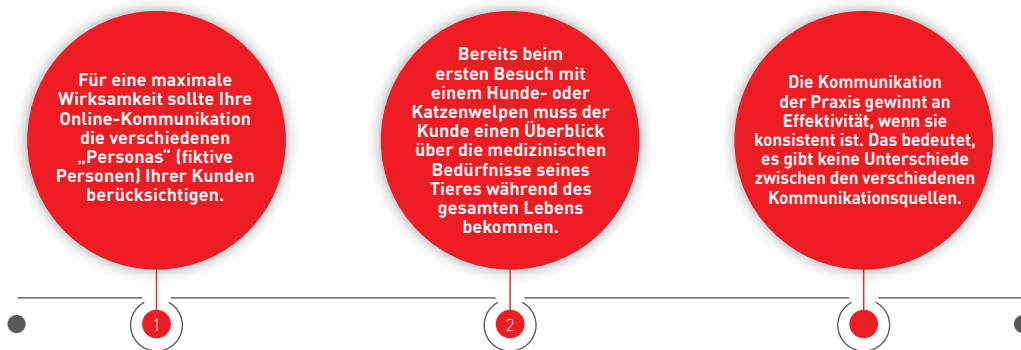 Für eine maximale
Wirksamkeit sollte Ihre
Online-Kommunikation
die verschiedenen
„Personas“ (fiktive
Personen) Ihrer Kunden
berücksichtigen.
Bereits beim
ersten Besuch mit
einem Hunde- oder
Katzenwelpen muss der
Kunde einen Überblick
über die medizinischen
Bedürfnisse seines
Tieres während des
gesamten Lebens
bekommen.
Die Kommunikation
der Praxis gewinnt an
Effektivität, wenn sie
konsistent ist. Das bedeutet,
es gibt keine Unterschiede
zwischen den verschiedenen
Kommunikationsquellen.
1
2